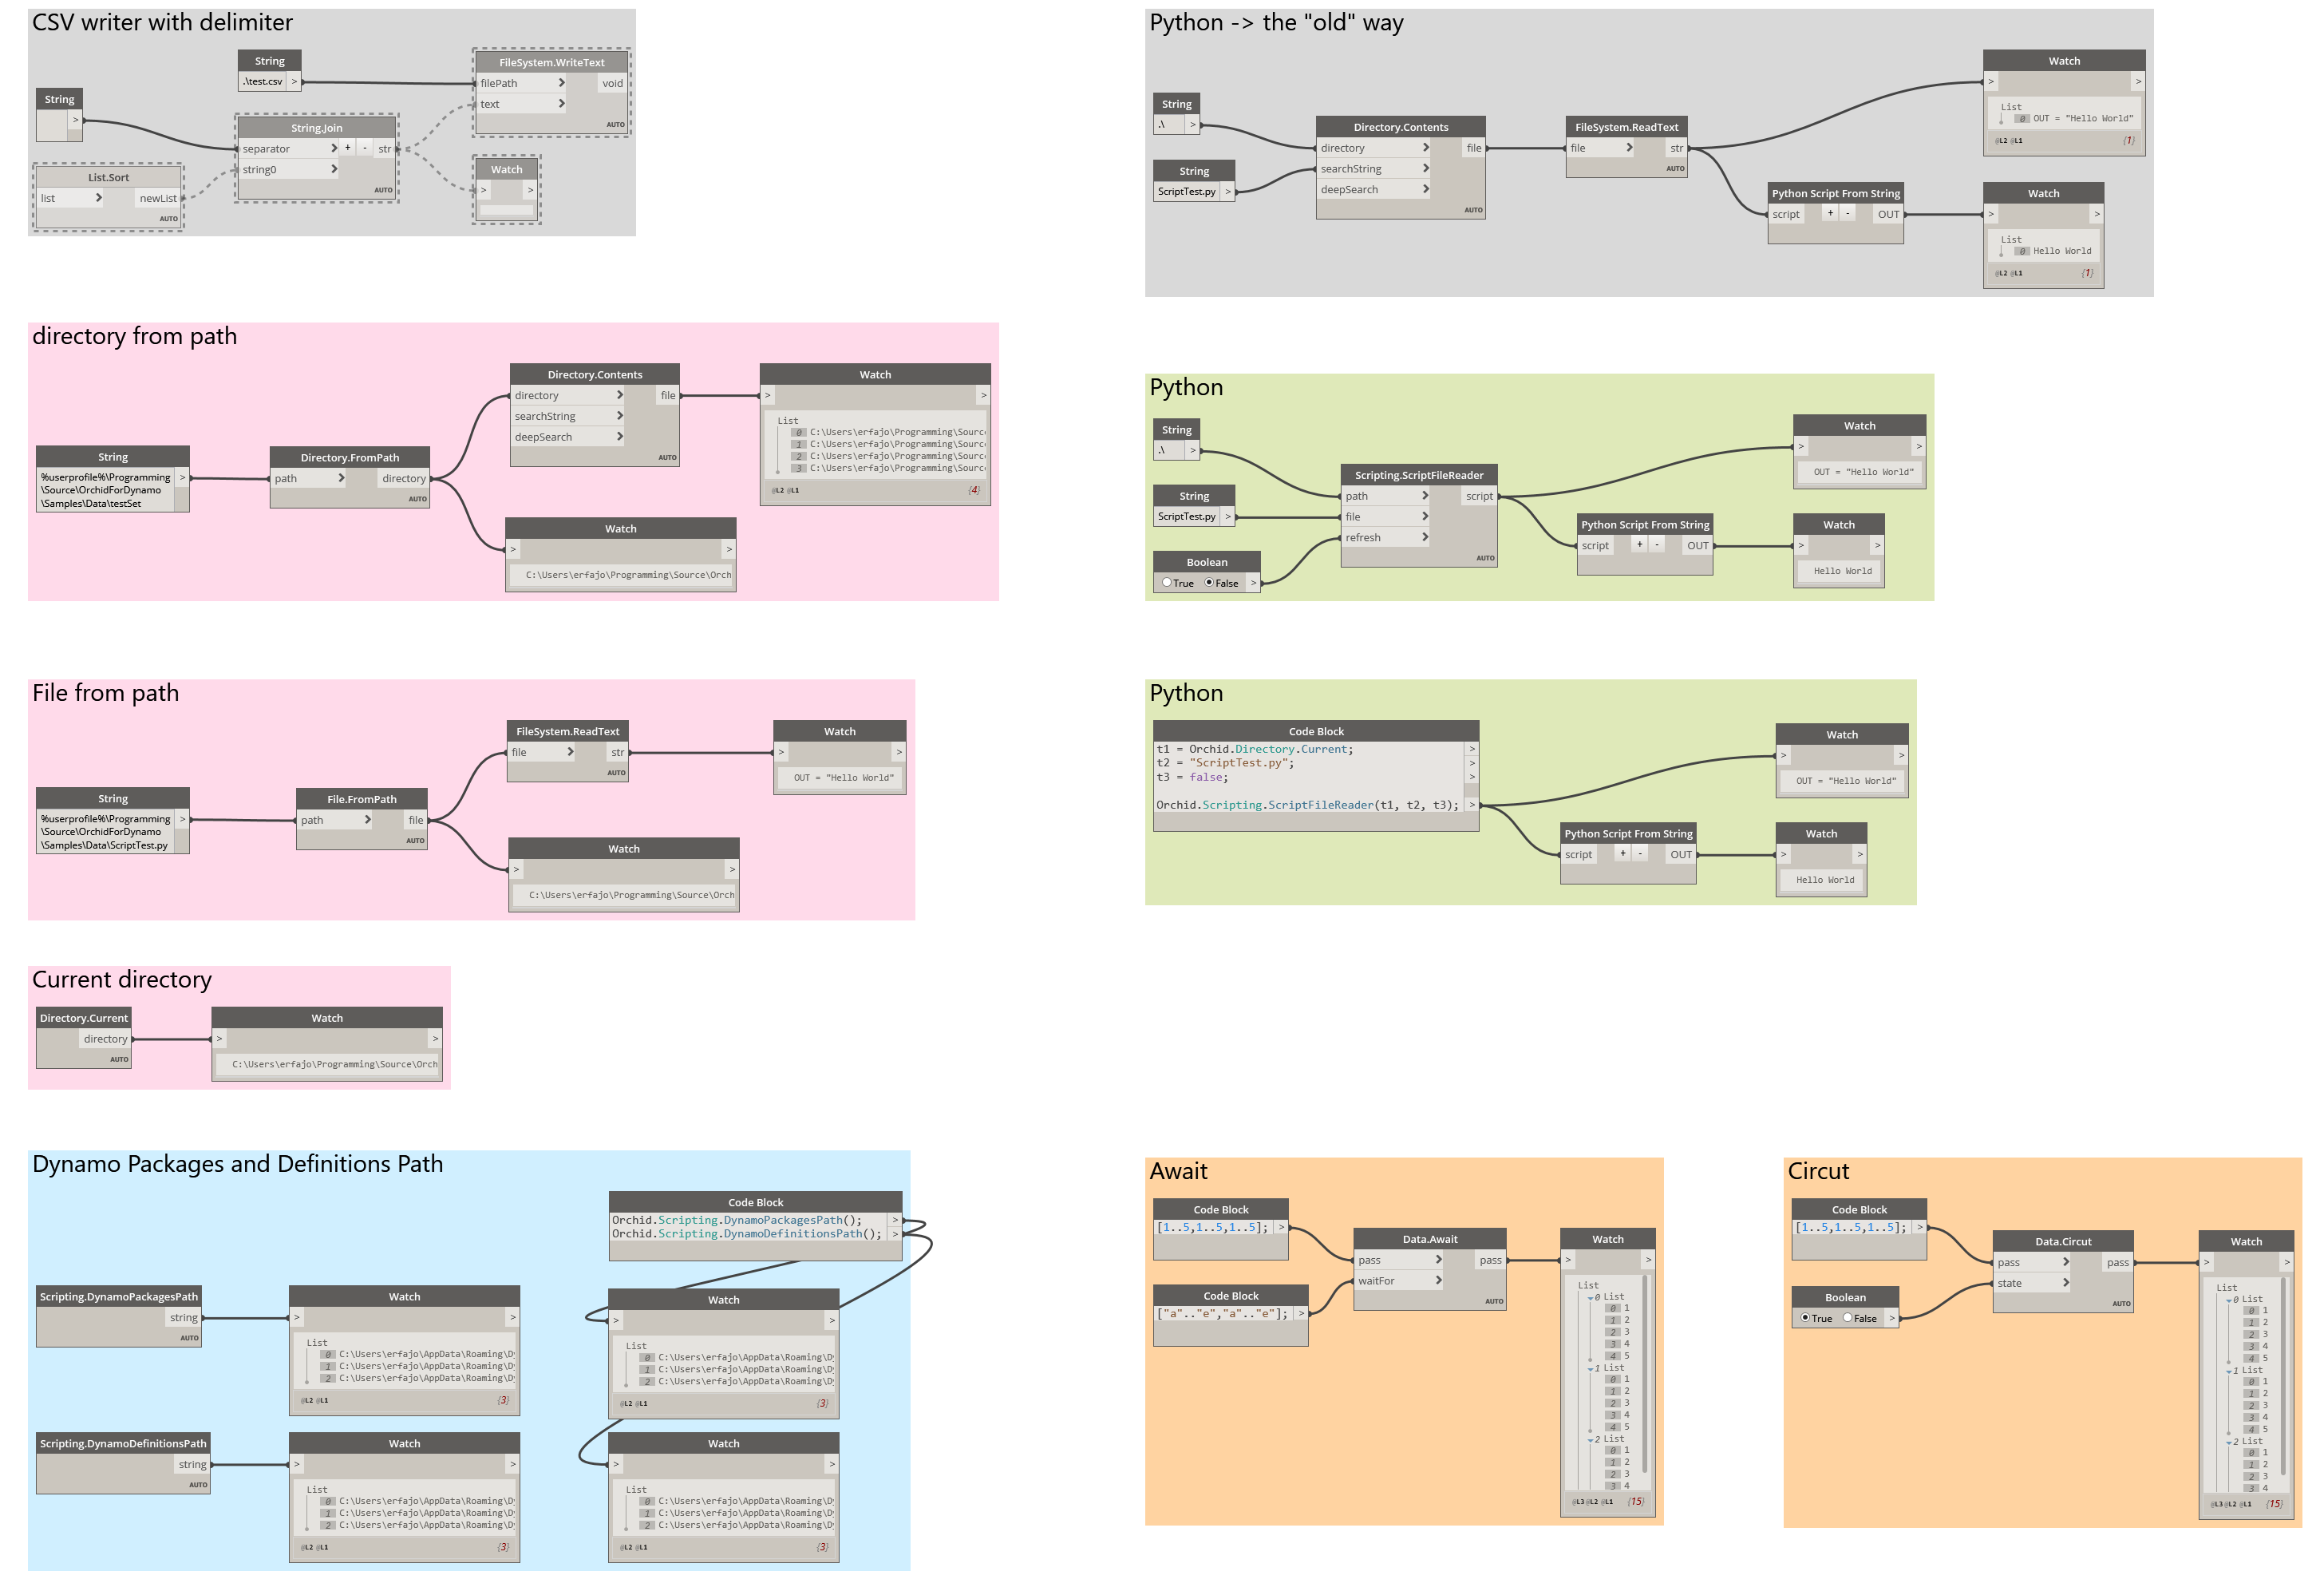 CSV writer with delimiter
String
.\test.csv >
FileSystem.WriteText
filePath > void
text >
AUTO
String
>
String.Join
separator > + - str
string0 >
AUTO
List.Sort
list > newList
AUTO
Watch
> >
Python -> the "old" way
String
.\ >
String
ScriptTest.py >
Directory.Contents
directory > file
searchString >
deepSearch >
AUTO
FileSystem.ReadText
file > str
AUTO
Watch
> >
List
0 OUT = "Hello World"
@L2 @L1 {1}
Python Script From String
script + - OUT
Watch
> >
List
0 Hello World
@L2 @L1 {1}
directory from path
String
%userprofile%\Programming >
\Source\OrchidForDynamo
\Samples\Data\testSet
Directory.FromPath
path > directory
AUTO
Directory.Contents
directory > file
searchString >
deepSearch >
AUTO
Watch
> >
List
0 C:\Users\erfajo\Programming\Source
1 C:\Users\erfajo\Programming\Source
2 C:\Users\erfajo\Programming\Source
3 C:\Users\erfajo\Programming\Source
@L2 @L1 {4}
Watch
> >
C:\Users\erfajo\Programming\Source\Orch
Python
String
.\ >
String
ScriptTest.py >
Boolean
True False >
Scripting.ScriptFileReader
path > script
file >
refresh >
AUTO
Watch
> >
OUT = "Hello World"
Python Script From String
script + - OUT
Watch
> >
Hello World
File from path
String
%userprofile%\Programming >
\Source\OrchidForDynamo
\Samples\Data\ScriptTest.py
File.FromPath
path > file
AUTO
FileSystem.ReadText
file > str
AUTO
Watch
> >
OUT = "Hello World"
Watch
> >
C:\Users\erfajo\Programming\Source\Orch
Python
Code Block
t1 = Orchid.Directory.Current; >
t2 = "ScriptTest.py"; >
t3 = false; >
Orchid.Scripting.ScriptFileReader(t1, t2, t3); >
Watch
> >
OUT = "Hello World"
Python Script From String
script + - OUT
Watch
> >
Hello World
Current directory
Directory.Current
directory
AUTO
Watch
> >
C:\Users\erfajo\Programming\Source\Orch
Dynamo Packages and Definitions Path
Code Block
Orchid.Scripting.DynamoPackagesPath(); >
Orchid.Scripting.DynamoDefinitionsPath(); >
Scripting.DynamoPackagesPath
string
AUTO
Watch
> >
List
0 C:\Users\erfajo\AppData\Roaming\Dy
1 C:\Users\erfajo\AppData\Roaming\Dy
2 C:\Users\erfajo\AppData\Roaming\Dy
@L2 @L1 {3}
Watch
> >
List
0 C:\Users\erfajo\AppData\Roaming\Dy
1 C:\Users\erfajo\AppData\Roaming\Dy
2 C:\Users\erfajo\AppData\Roaming\Dy
@L2 @L1 {3}
Scripting.DynamoDefinitionsPath
string
AUTO
Watch
> >
List
0 C:\Users\erfajo\AppData\Roaming\Dy
1 C:\Users\erfajo\AppData\Roaming\Dy
2 C:\Users\erfajo\AppData\Roaming\Dy
@L2 @L1 {3}
Watch
> >
List
0 C:\Users\erfajo\AppData\Roaming\Dy
1 C:\Users\erfajo\AppData\Roaming\Dy
2 C:\Users\erfajo\AppData\Roaming\Dy
@L2 @L1 {3}
Await
Code Block
[1..5,1..5,1..5]; >
Code Block
["a".."e","a".."e"]; >
Data.Await
pass > pass
waitFor >
AUTO
Watch
> >
List
0 List
0 1
1 2
2 3
3 4
4 5
1 List
0 1
1 2
2 3
3 4
4 5
2 List
0 1
1 2
2 3
3 4
@L3 @L2 @L1 {15}
Circut
Code Block
[1..5,1..5,1..5]; >
Boolean
True False >
Data.Circut
pass > pass
state >
AUTO
Watch
> >
List
0 List
0 1
1 2
2 3
3 4
4 5
1 List
0 1
1 2
2 3
3 4
4 5
2 List
0 1
1 2
2 3
3 4
@L3 @L2 @L1 {15}